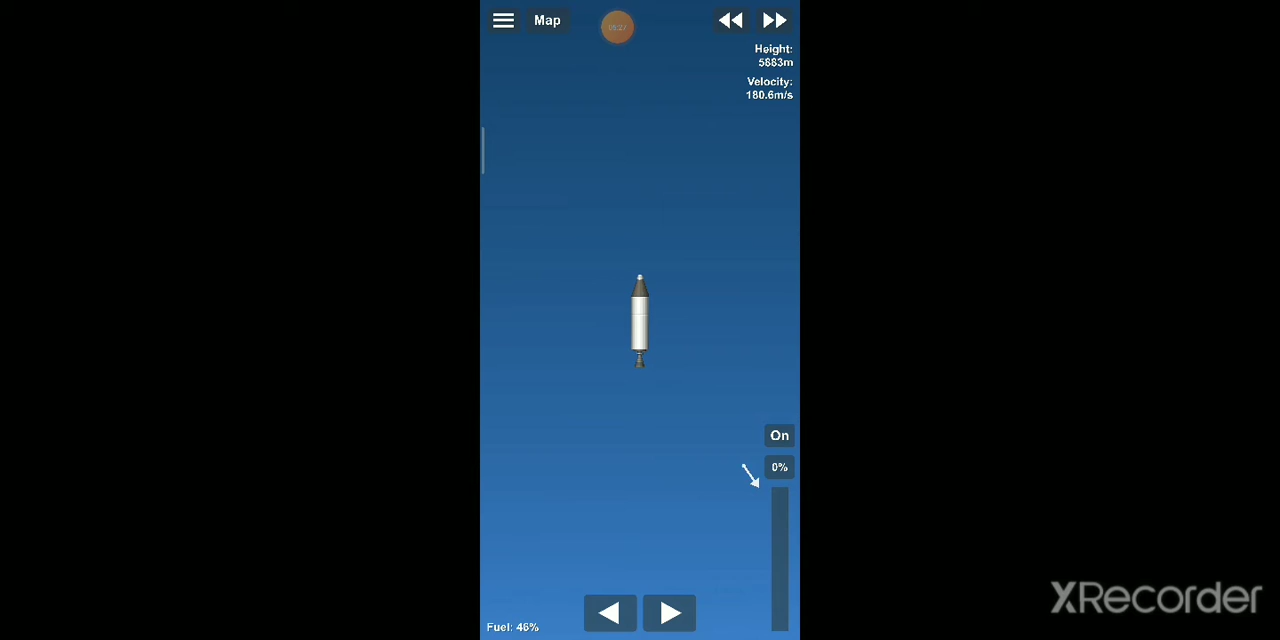 Map
Height:
5883m
Velocity:
180.6m/s
On
0%
Fuel: 46%
XRecorder